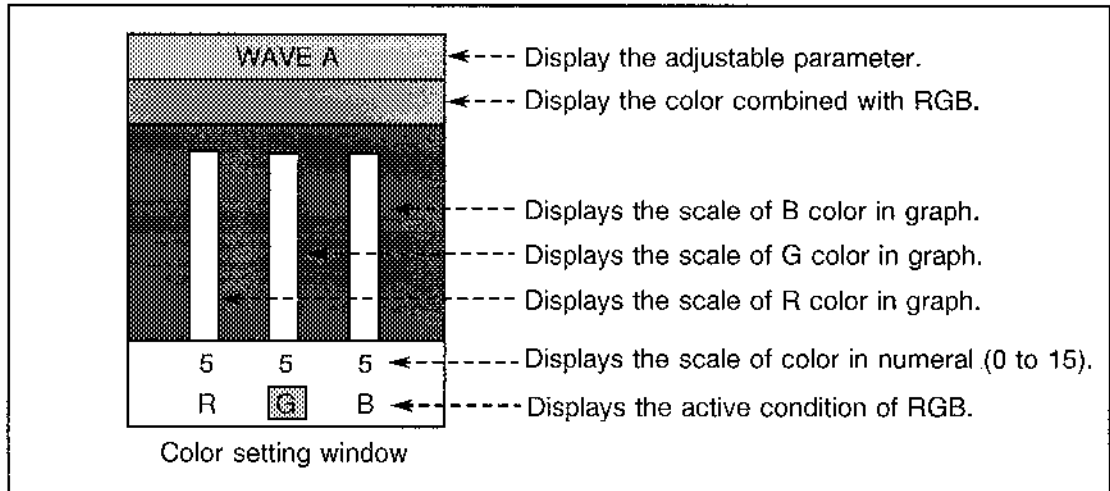 WAVE A
Display the adjustable parameter.
Display the color combined with RGB.
Displays the scale of B color in graph.
Displays the scale of G color in graph.
Displays the scale of R color in graph.
5 5 5
Displays the scale of color in numeral (0 to 15).
R G B
Displays the active condition of RGB.
Color setting window